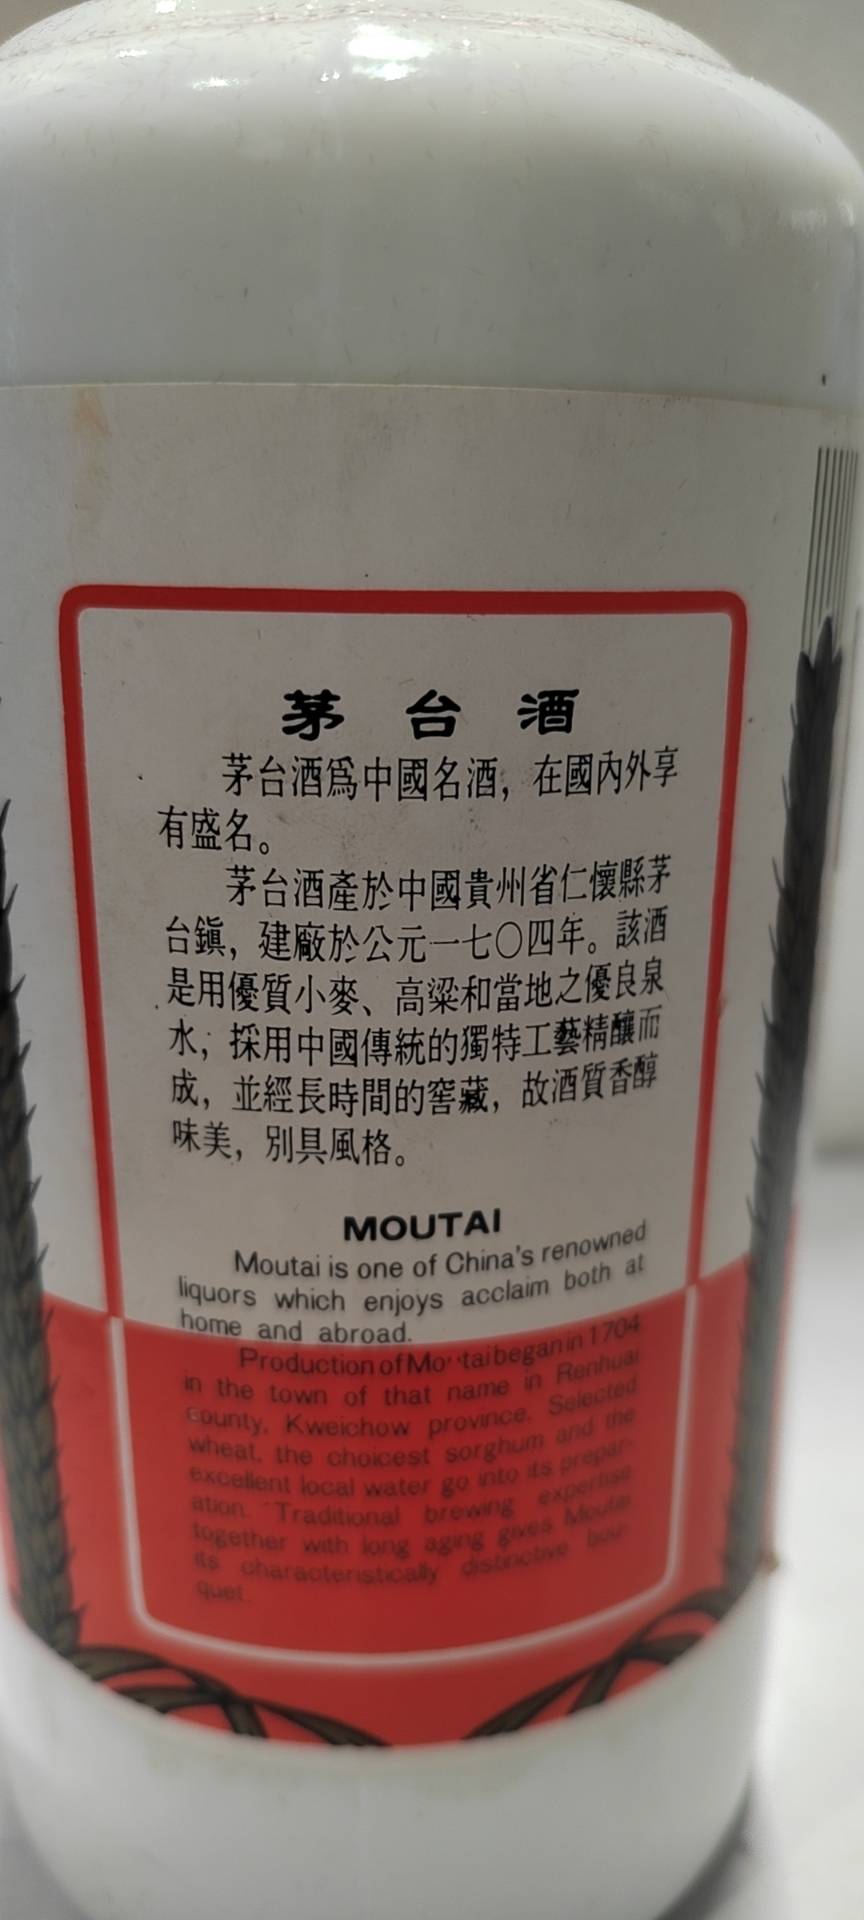 茅台酒
茅台酒爲中國名酒，在國內外享
有盛名。
茅台酒產於中國貴州省仁懷縣茅
台鎮，建廠於公元一七〇四年。該酒
是用優質小麥、高粱和當地之優良泉
水，採用中國傳統的獨特工藝精釀而
成，並經長時間的窖藏，故酒質香醇
味美，別具風格。
MOUTAI
Moutai is one of China's renowned
liquors which enjoys acclaim both at
home and abroad.
Production of Moutai began in 1704
in the town of that name in Renhuai
county, Kweichow province. Selected
wheat, the choicest sorghum and the
excellent local water go into its prepar-
ation. Traditional brewing expertise
together with long aging gives Moutai
its characteristically distinctive bou-
quet.